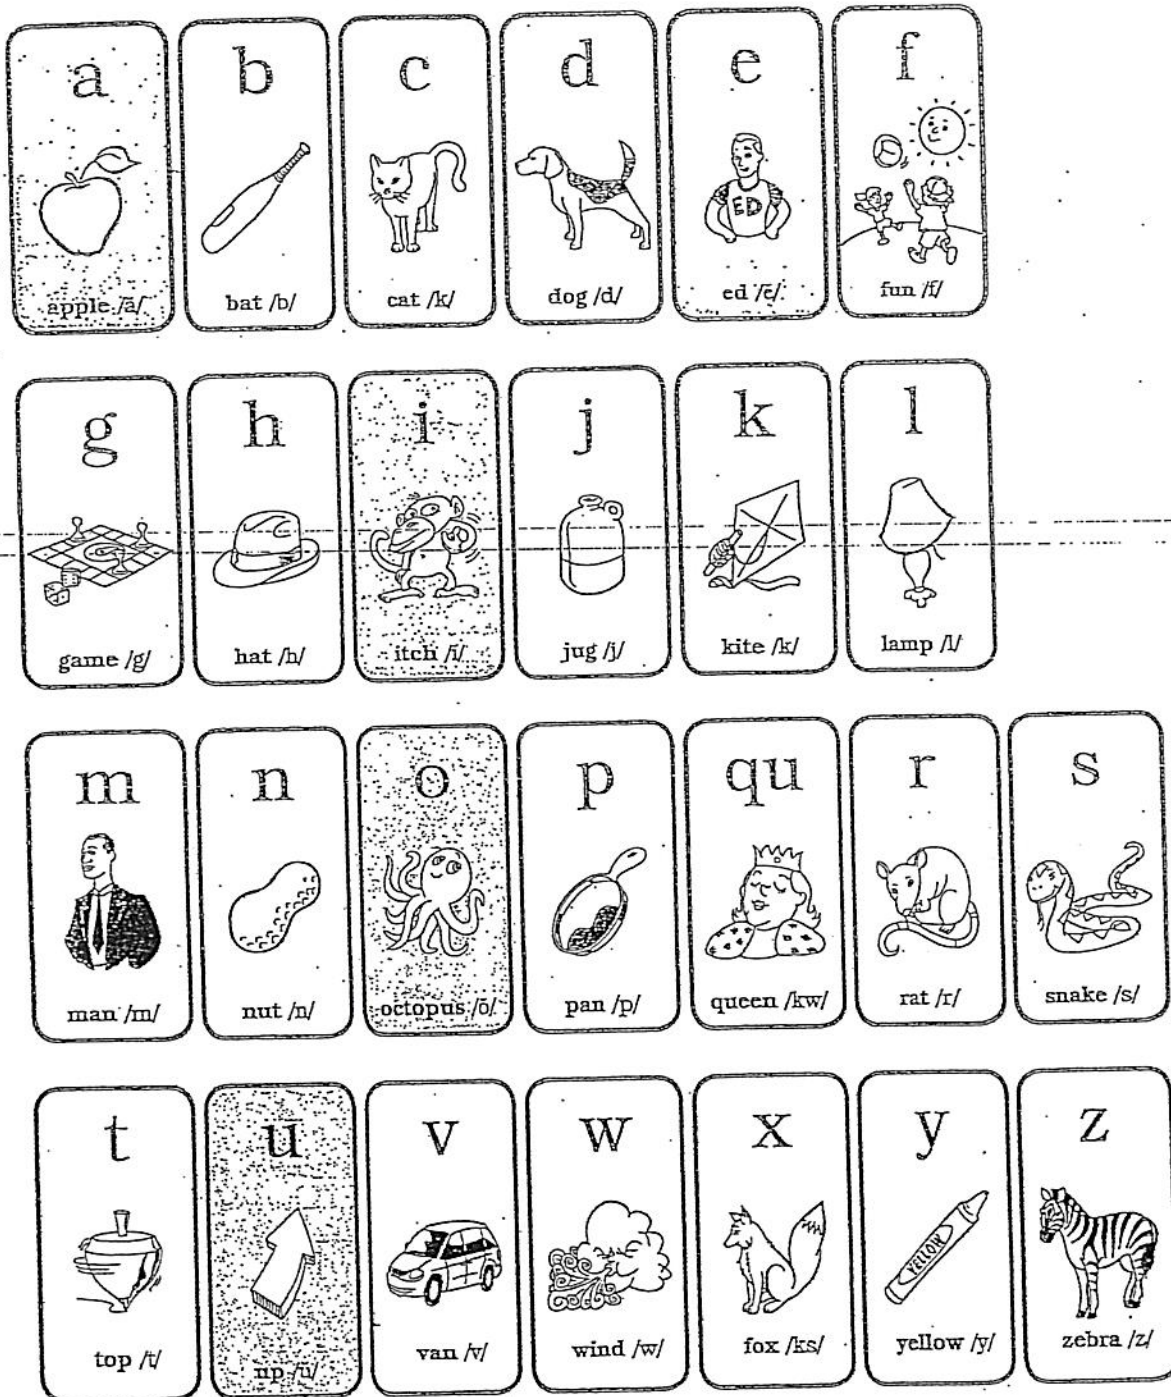 a b c d e f
ED
apple /ă/ bat /b/ cat /k/ dog /d/ ed /ĕ/ fun /f/
g h i j k l
game /g/ hat /h/ itch /ĭ/ jug /j/ kite /k/ lamp /l/
m n o p qu r s
man /m/ nut /n/ octopus /ŏ/ pan /p/ queen /kw/ rat /r/ snake /s/
t u v w x y z
YELLOW
top /t/ up /ŭ/ van /v/ wind /w/ fox /ks/ yellow /y/ zebra /z/